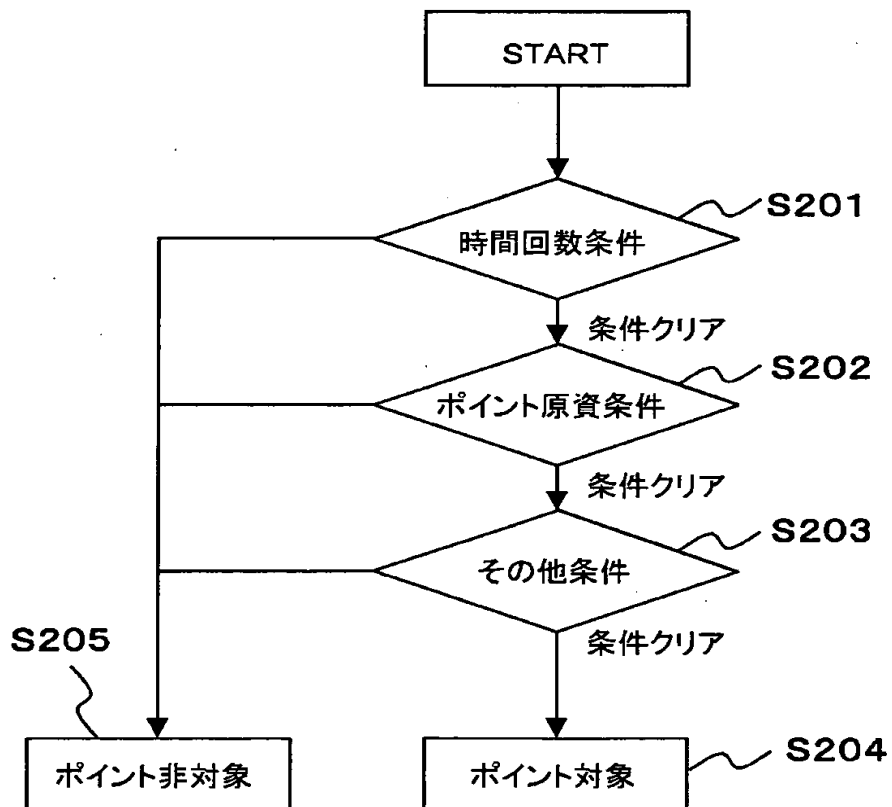 START
S201
時間回数条件
条件クリア
S202
ポイント原資条件
条件クリア
S203
その他条件
条件クリア
S205
S204
ポイント非対象
ポイント対象